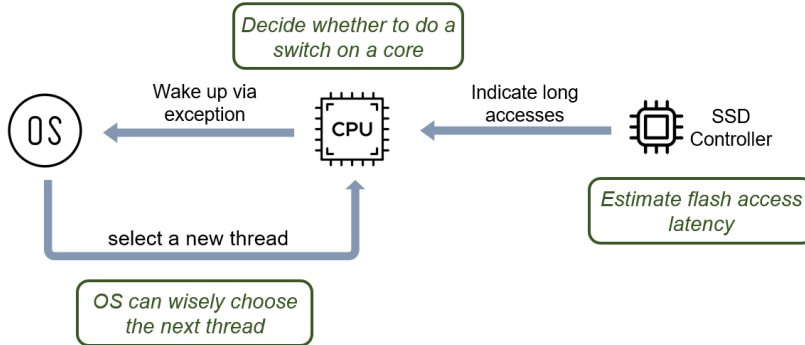 Decide whether to do a
switch on a core
Wake up via
exception
Indicate long
accesses
OS
CPU
SSD
Controller
Estimate flash access
latency
select a new thread
OS can wisely choose
the next thread